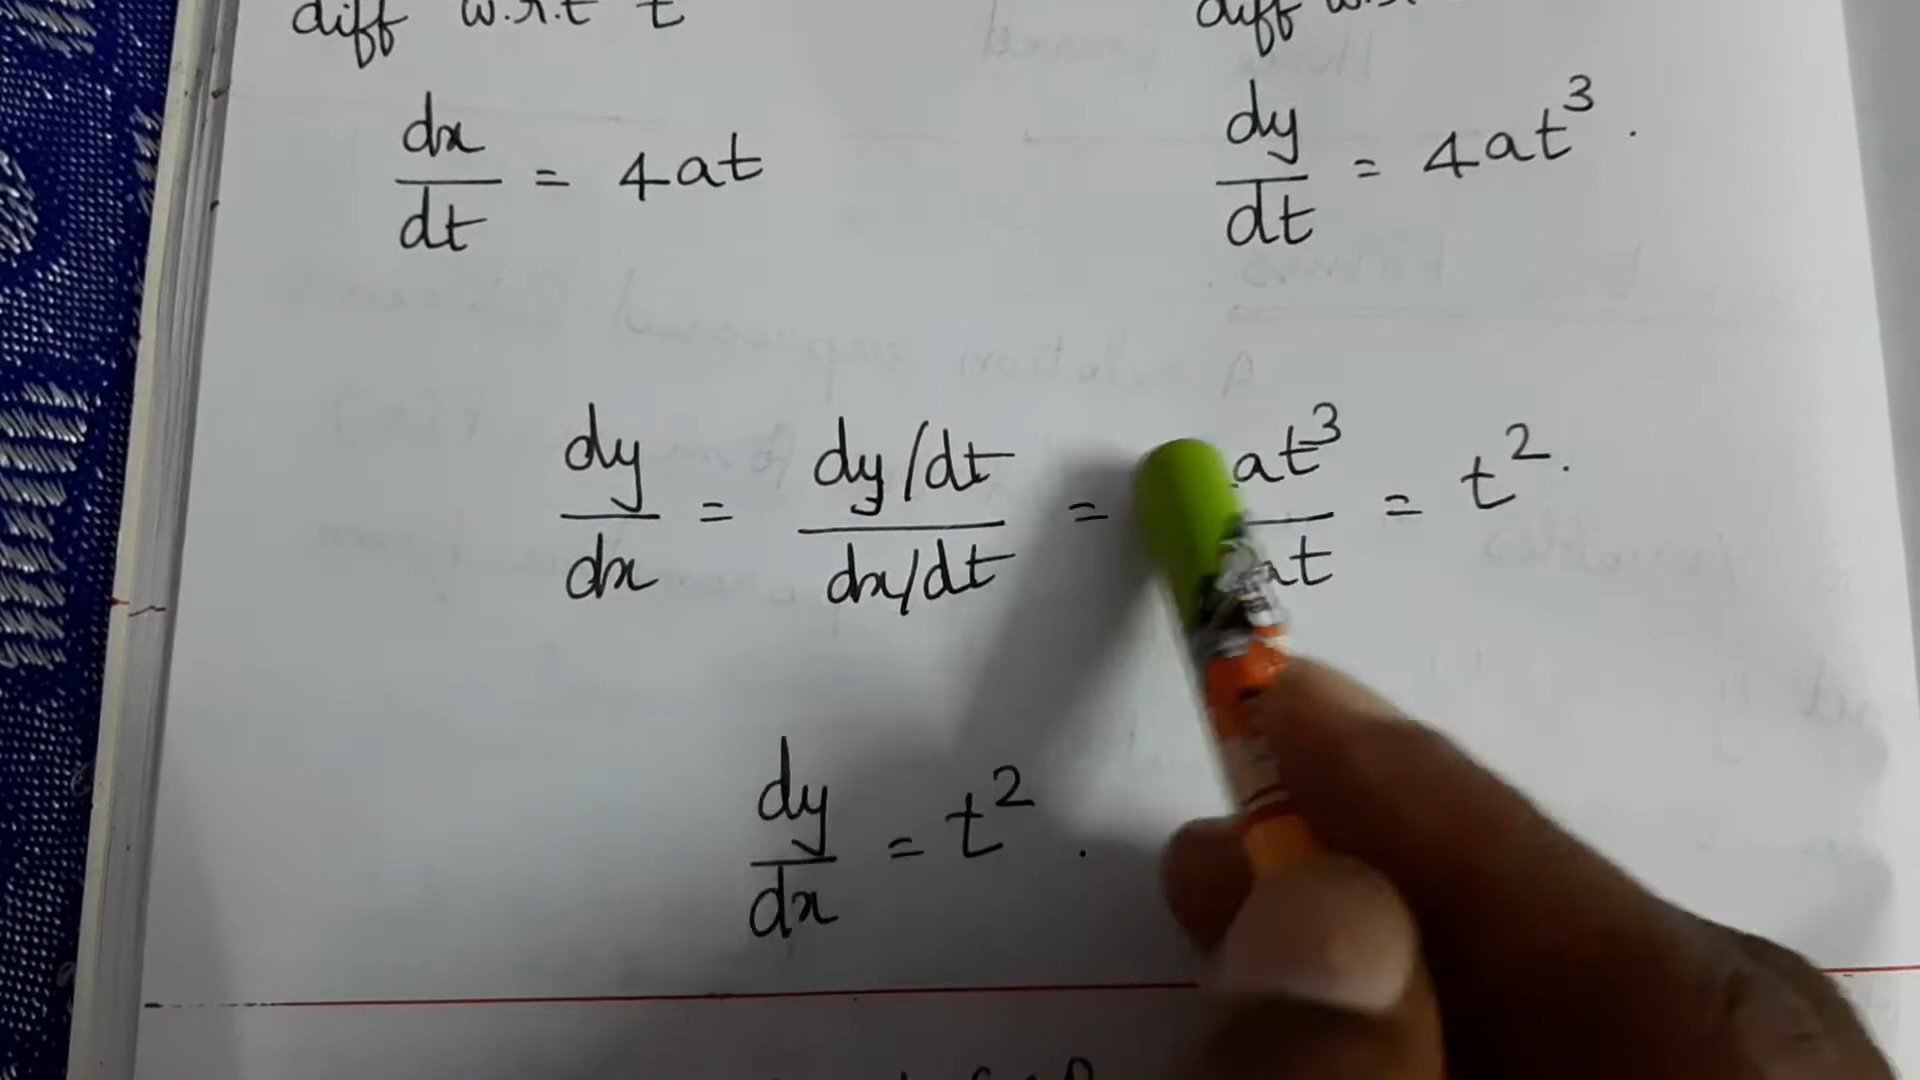 diff w.r.t t diff
dx/dt = 4at dy/dt = 4at³.
dy/dx = dy/dt / dx/dt = at³/at = t².
dy/dx = t².